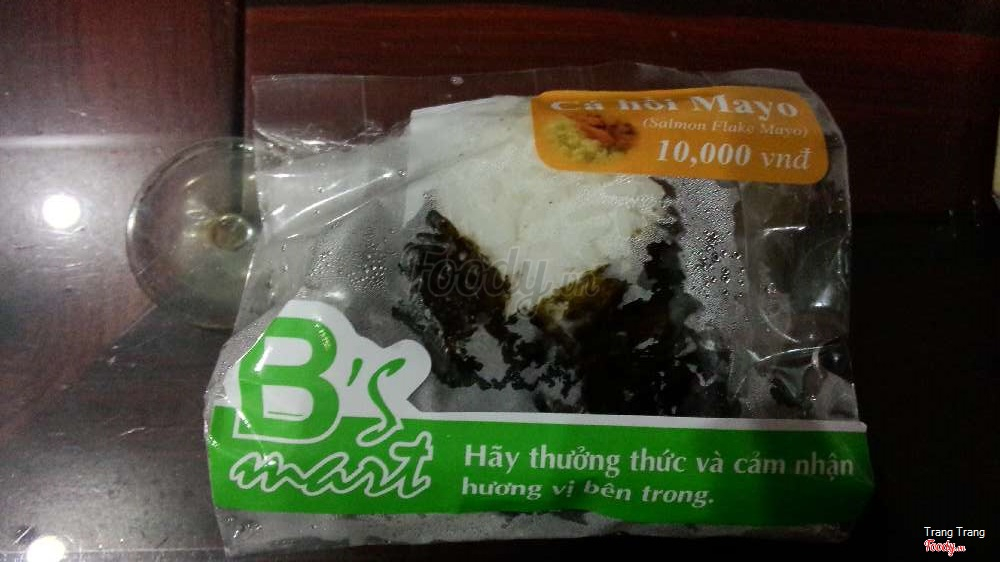 Cá hồi Mayo
(Salmon Flake Mayo)
10,000 vnđ
Foody.vn
B's
mart
Hãy thưởng thức và cảm nhận
hương vị bên trong.
Trang Trang
Foody.vn